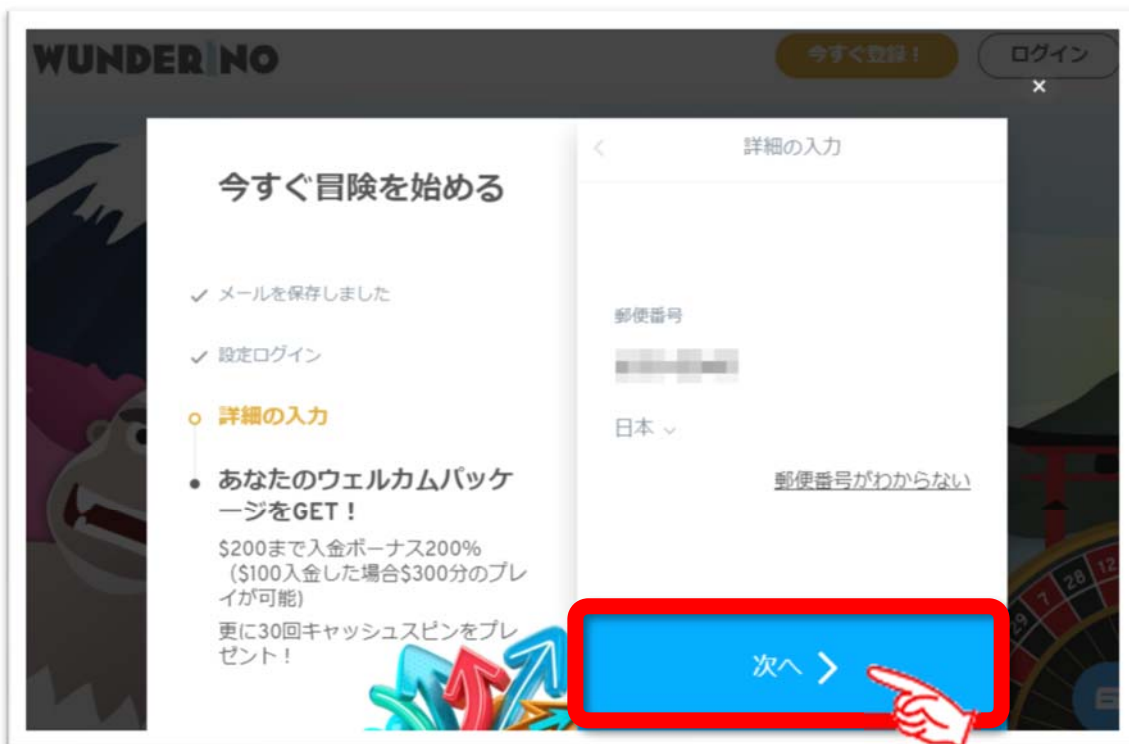 WUNDERINO
今すぐ登録！
ログイン
×
今すぐ冒険を始める
メールを保存しました
設定ログイン
詳細の入力
あなたのウェルカムパッケ
ージをGET！
$200まで入金ボーナス200%
（$100入金した場合$300分のプレ
イが可能)
更に30回キャッシュスピンをプレ
ゼント！
詳細の入力
郵便番号
日本
郵便番号がわからない
次へ
7 28 12
29